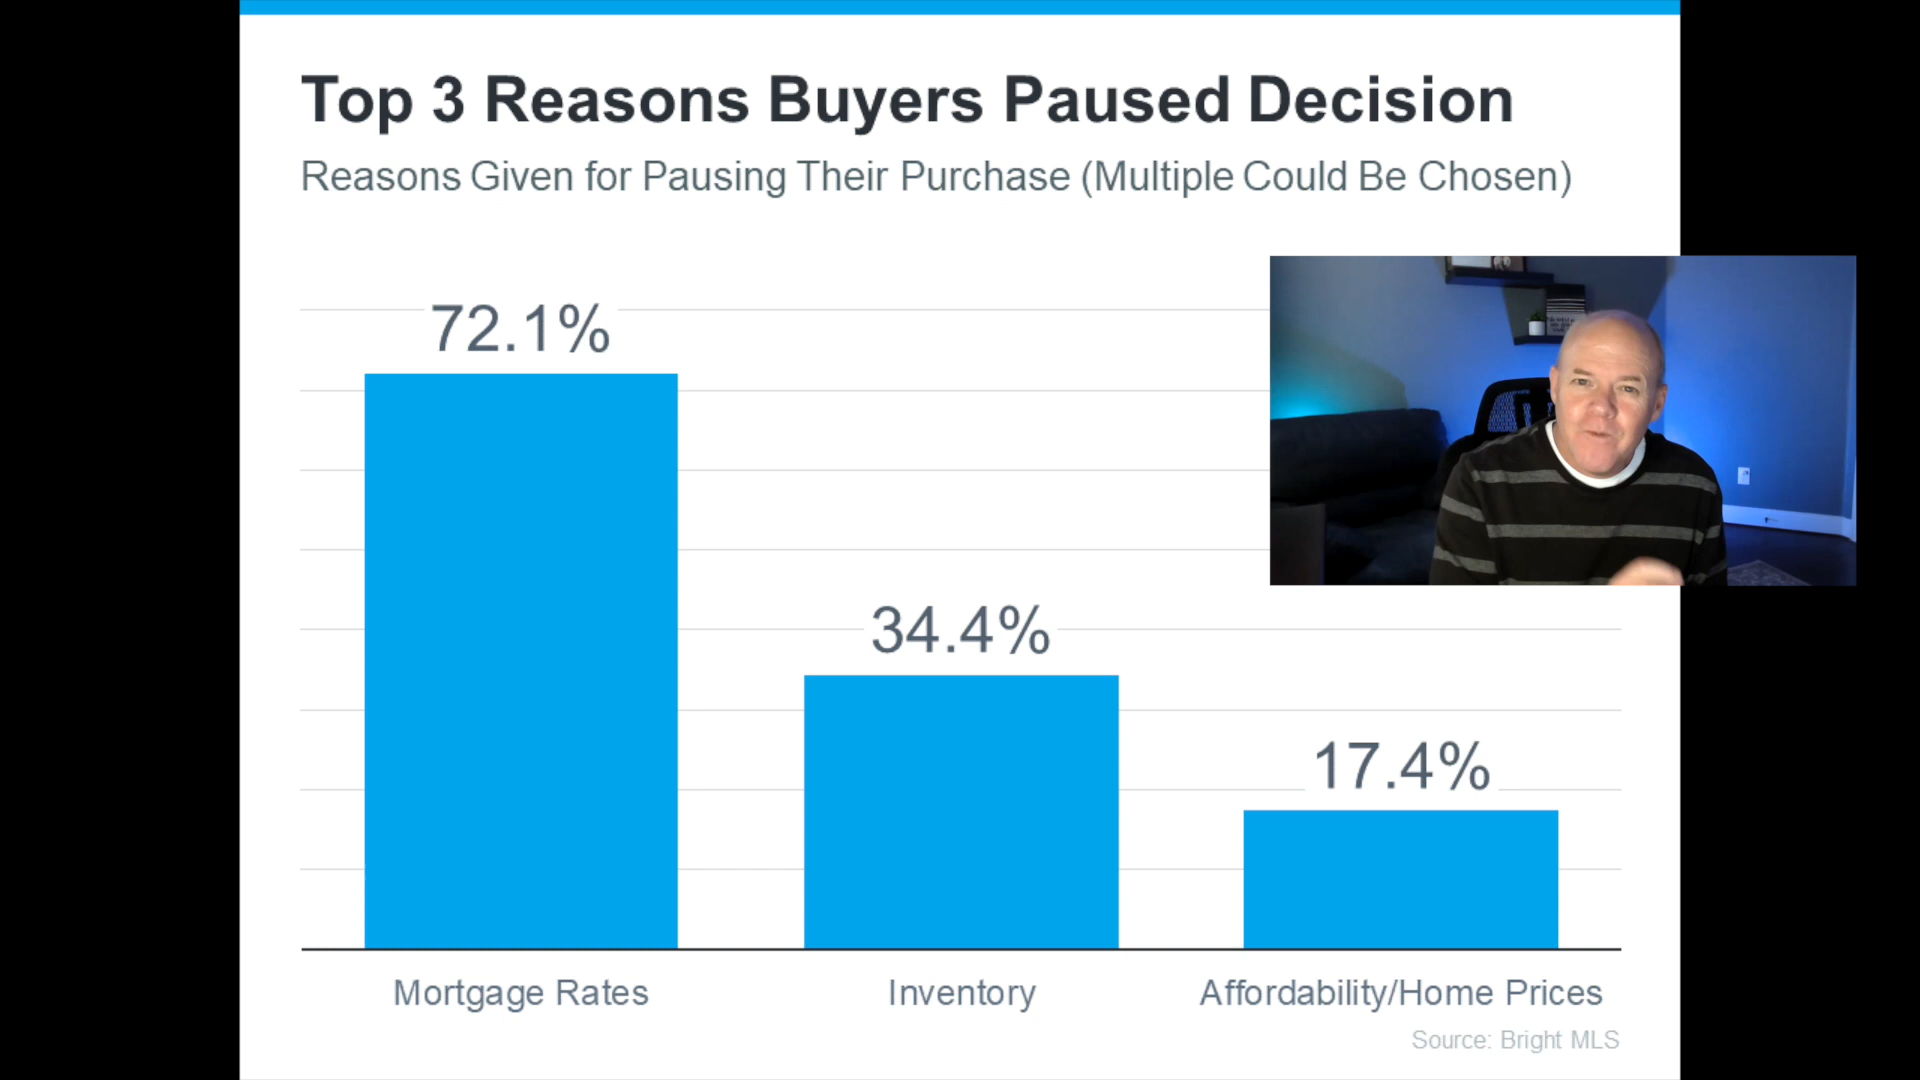 Top 3 Reasons Buyers Paused Decision
Reasons Given for Pausing Their Purchase (Multiple Could Be Chosen)
72.1%
34.4%
17.4%
Mortgage Rates
Inventory
Affordability/Home Prices
Source: Bright MLS